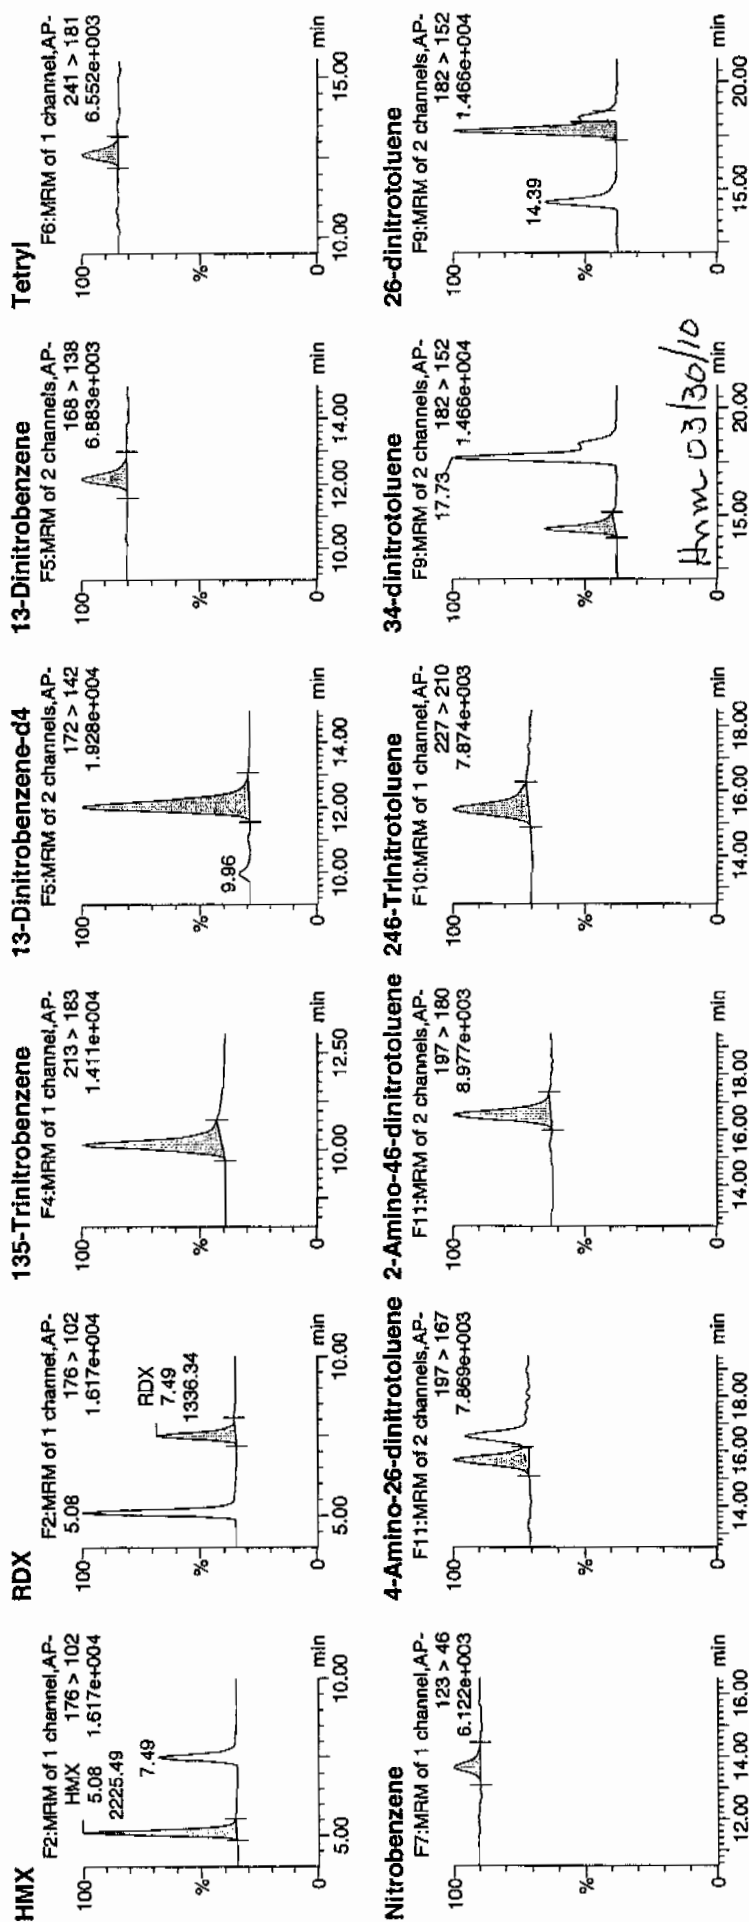 HMX
F2:MRM of 1 channel,AP-
HMX 176 > 102
5.08 1.617e+004
2225.49
7.49
100
%
0
5.00 10.00 min
RDX
F2:MRM of 1 channel,AP-
176 > 102
5.08 1.617e+004
RDX
7.49
1336.34
100
%
0
5.00 10.00 min
135-Trinitrobenzene
F4:MRM of 1 channel,AP-
213 > 183
1.411e+004
100
%
0
10.00 12.50 min
13-Dinitrobenzene-d4
F5:MRM of 2 channels,AP-
172 > 142
1.928e+004
9.96
100
%
0
10.00 12.00 14.00 min
13-Dinitrobenzene
F5:MRM of 2 channels,AP-
168 > 138
6.883e+003
100
%
0
10.00 12.00 14.00 min
Tetryl
F6:MRM of 1 channel,AP-
241 > 181
6.552e+003
100
%
0
10.00 15.00 min
Nitrobenzene
F7:MRM of 1 channel,AP-
123 > 46
6.122e+003
100
%
0
12.00 14.00 16.00 min
4-Amino-26-dinitrotoluene
F11:MRM of 2 channels,AP-
197 > 167
7.869e+003
100
%
0
14.00 16.00 18.00 min
2-Amino-46-dinitrotoluene
F11:MRM of 2 channels,AP-
197 > 180
8.977e+003
100
%
0
14.00 16.00 18.00 min
246-Trinitrotoluene
F10:MRM of 1 channel,AP-
227 > 210
7.874e+003
100
%
0
14.00 16.00 18.00 min
34-dinitrotoluene
F9:MRM of 2 channels,AP-
17.73 182 > 152
1.466e+004
100
%
0
15.00 20.00 min
03/30/10
26-dinitrotoluene
F9:MRM of 2 channels,AP-
182 > 152
1.466e+004
14.39
100
%
0
15.00 20.00 min